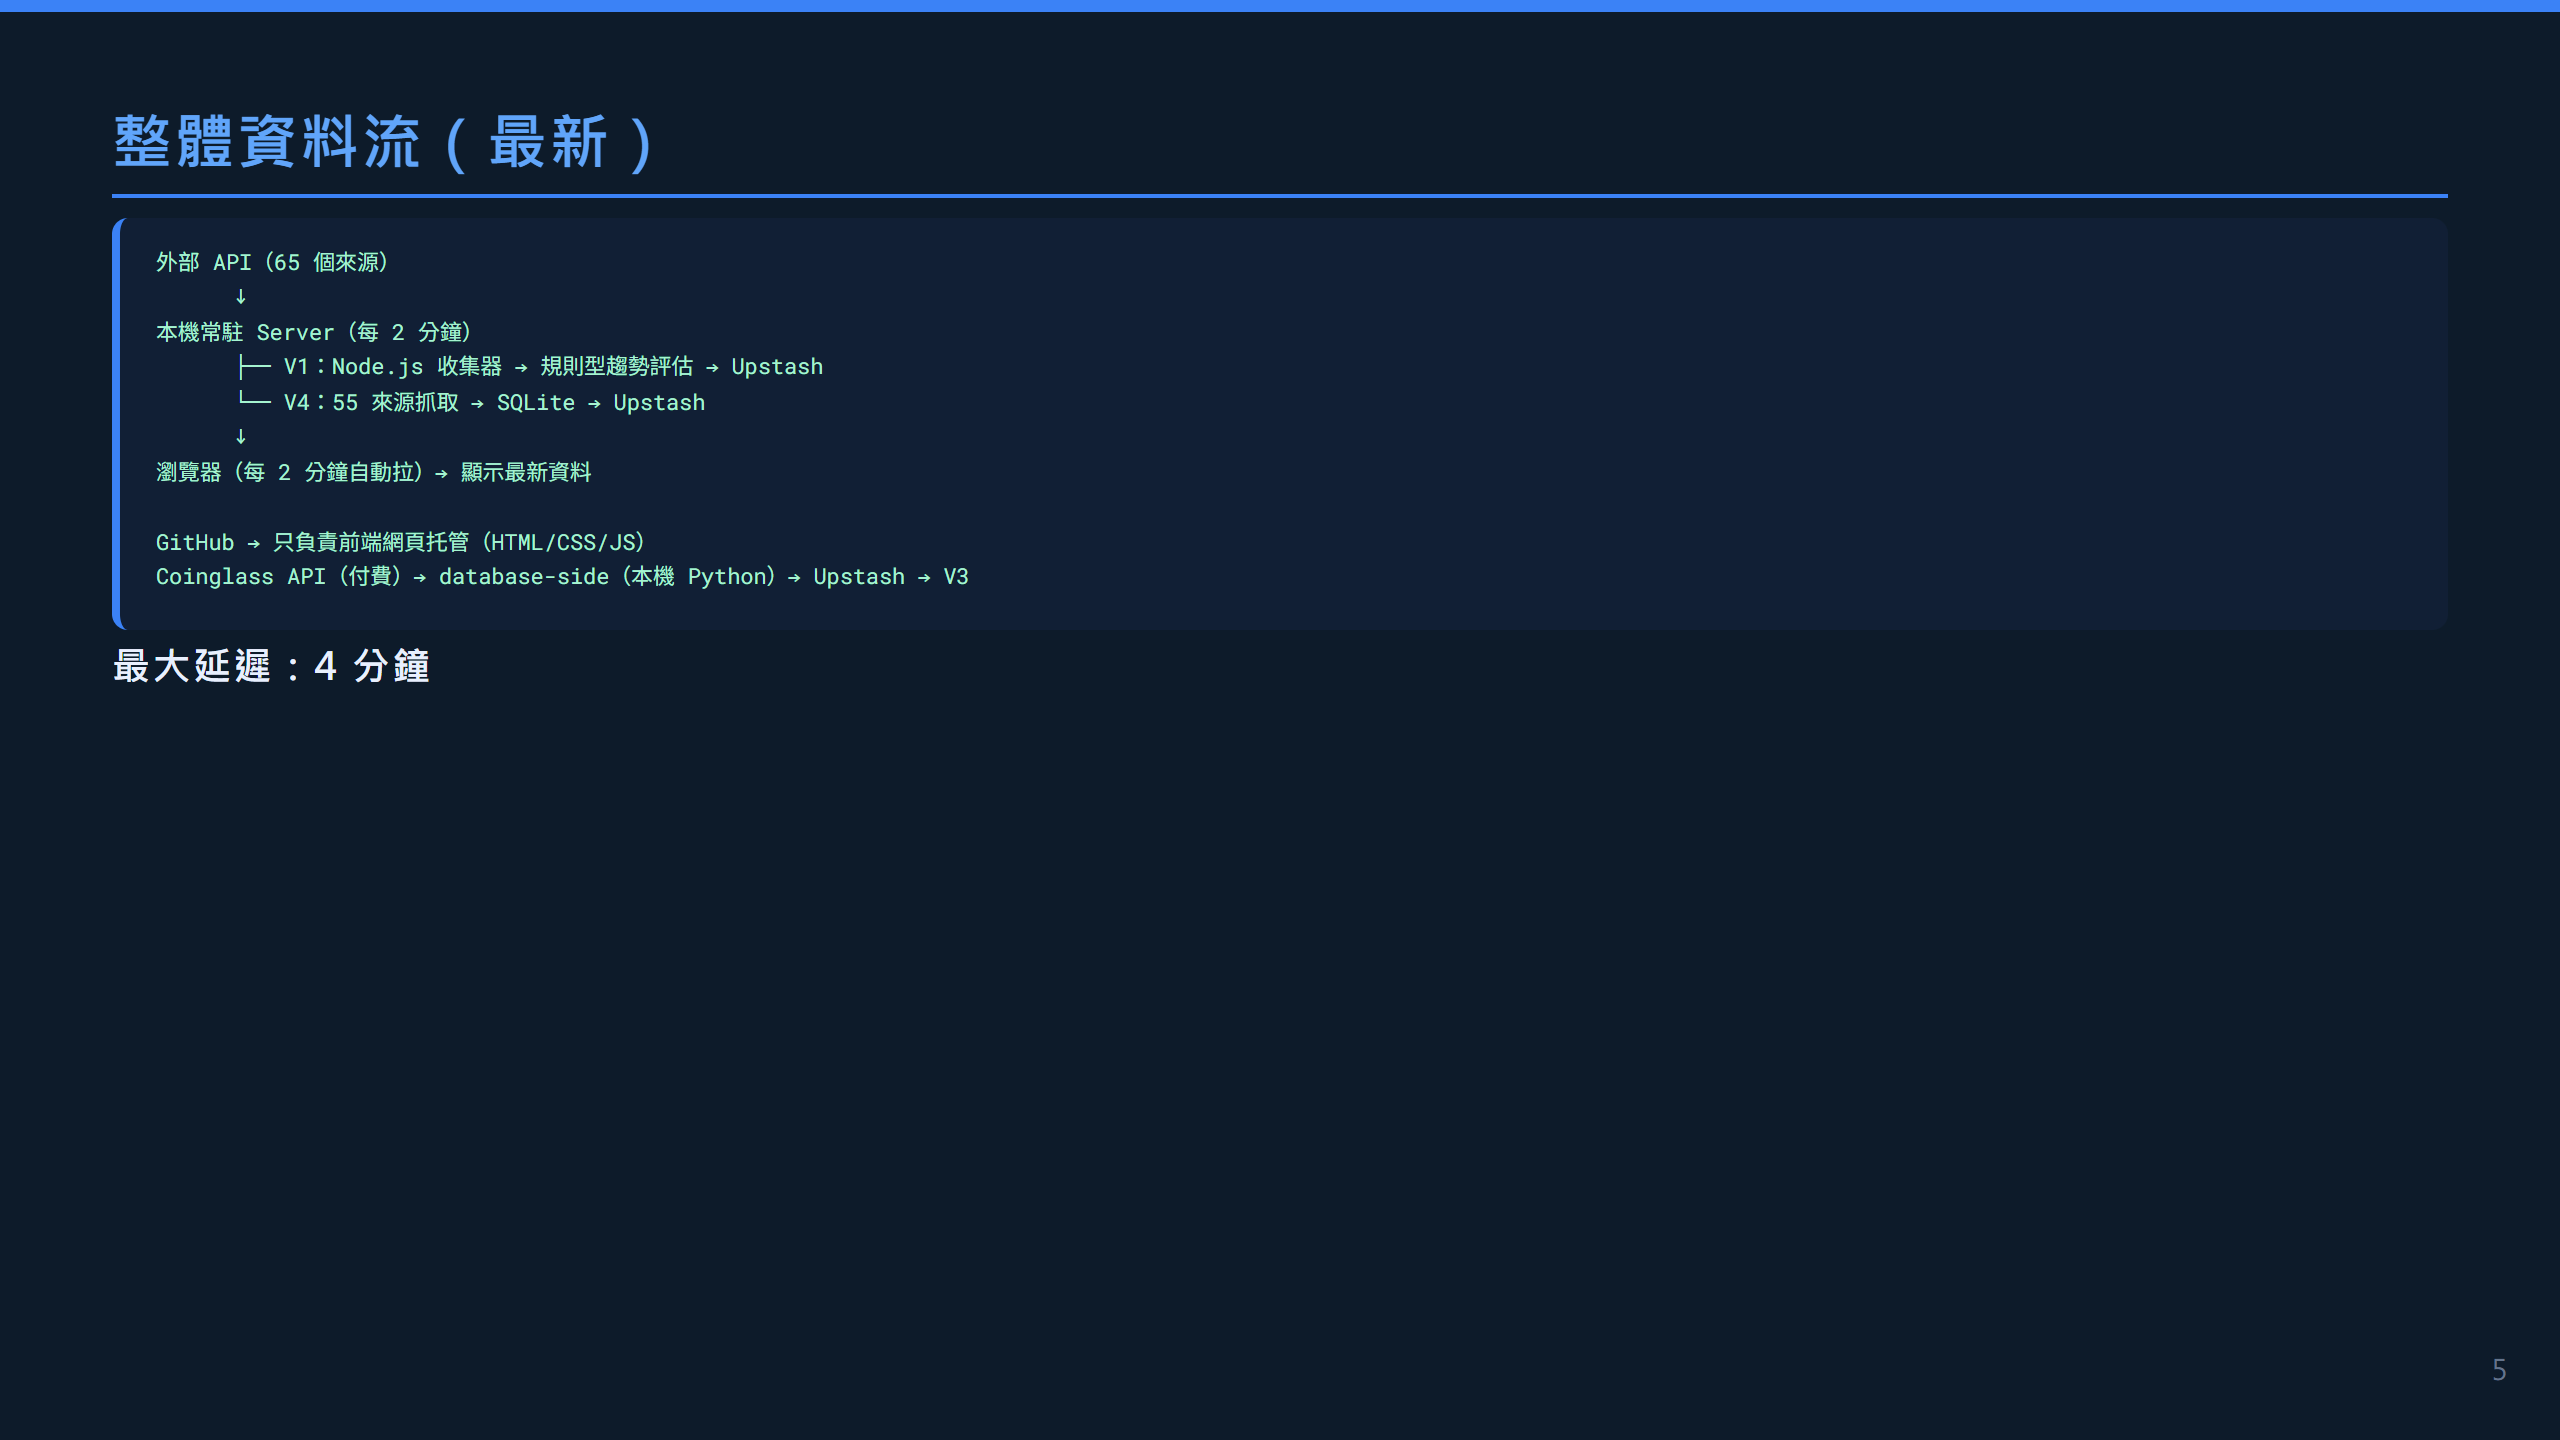 整體資料流（最新）
外部 API（65 個來源）
↓
本機常駐 Server（每 2 分鐘）
├── V1：Node.js 收集器 → 規則型趨勢評估 → Upstash
└── V4：55 來源抓取 → SQLite → Upstash
↓
瀏覽器（每 2 分鐘自動拉）→ 顯示最新資料
GitHub → 只負責前端網頁托管（HTML/CSS/JS）
Coinglass API（付費）→ database-side（本機 Python）→ Upstash → V3
最大延遲：4 分鐘
5